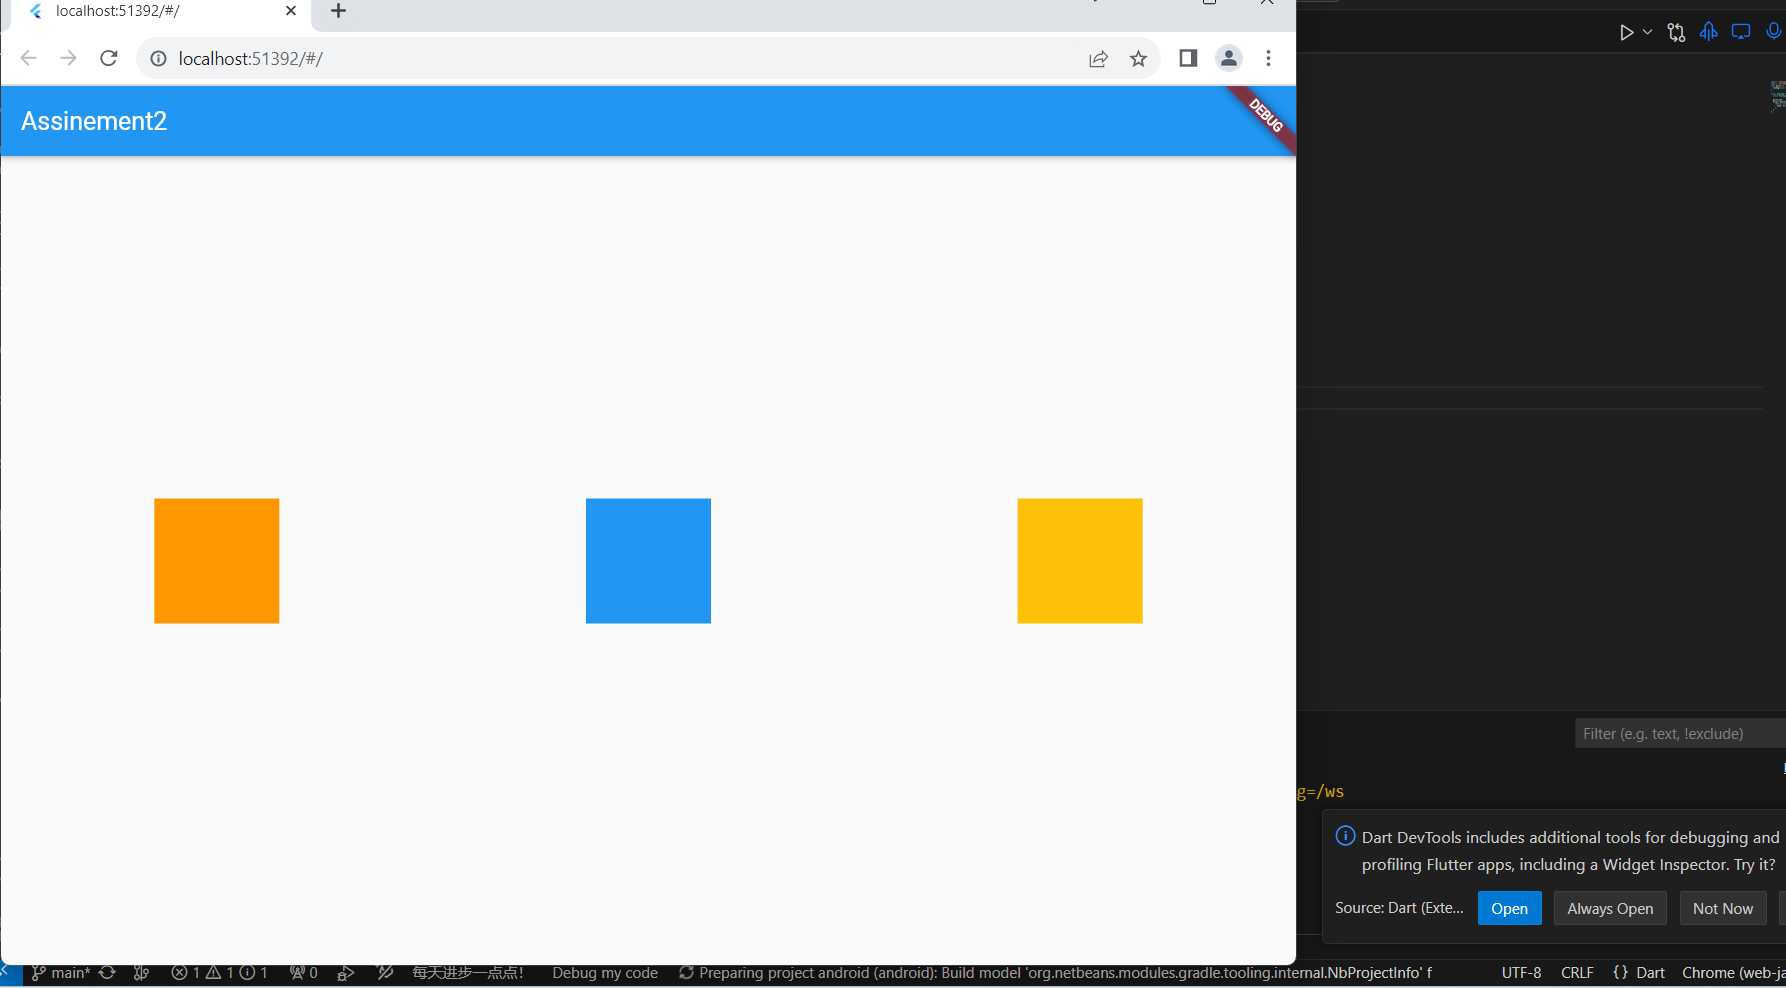 localhost:51392/#/
localhost:51392/#/
Assinement2
DEBUG
Filter (e.g. text, !exclude)
g=/ws
Dart DevTools includes additional tools for debugging and
profiling Flutter apps, including a Widget Inspector. Try it?
Source: Dart (Exte... Open Always Open Not Now
main* 1 1 1 0 每天进步一点点! Debug my code Preparing project android (android): Build model 'org.netbeans.modules.gradle.tooling.internal.NbProjectInfo' f UTF-8 CRLF {} Dart Chrome (web-ja